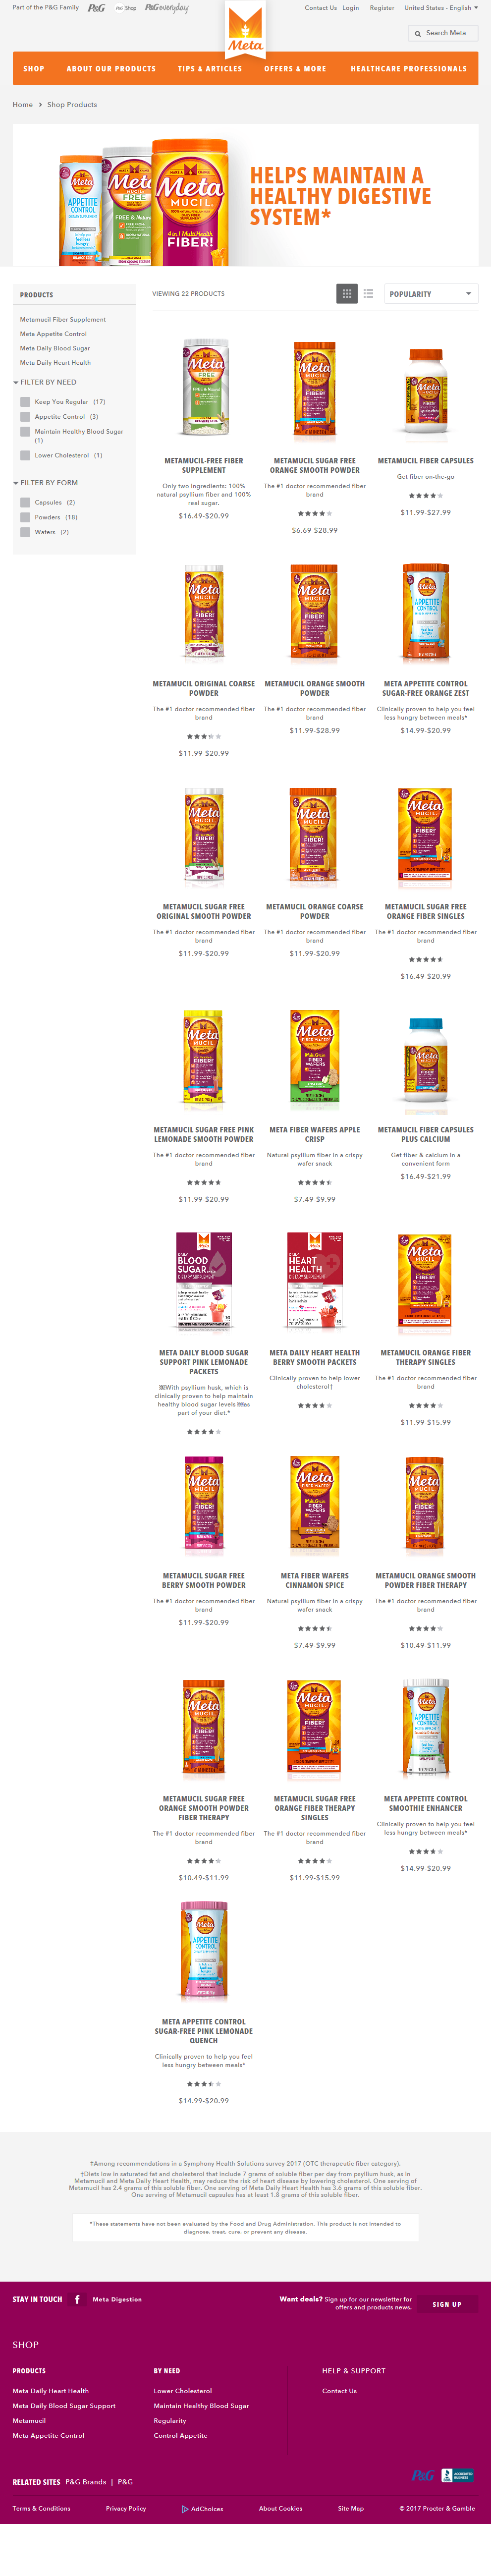 Part of the P&G Family P&G P&G Shop P&G everyday
Contact Us Login Register United States - English
Meta
Search Meta
SHOP ABOUT OUR PRODUCTS TIPS & ARTICLES OFFERS & MORE HEALTHCARE PROFESSIONALS
Home > Shop Products
HELPS MAINTAIN A
HEALTHY DIGESTIVE
SYSTEM*
PRODUCTS
Metamucil Fiber Supplement
Meta Appetite Control
Meta Daily Blood Sugar
Meta Daily Heart Health
FILTER BY NEED
Keep You Regular (17)
Appetite Control (3)
Maintain Healthy Blood Sugar
(1)
Lower Cholesterol (1)
FILTER BY FORM
Capsules (2)
Powders (18)
Wafers (2)
VIEWING 22 PRODUCTS
POPULARITY
METAMUCIL-FREE FIBER
SUPPLEMENT
Only two ingredients: 100%
natural psyllium fiber and 100%
real sugar.
$16.49-$20.99
METAMUCIL SUGAR FREE
ORANGE SMOOTH POWDER
The #1 doctor recommended fiber
brand
$6.69-$28.99
METAMUCIL FIBER CAPSULES
Get fiber on-the-go
$11.99-$27.99
METAMUCIL ORIGINAL COARSE
POWDER
The #1 doctor recommended fiber
brand
$11.99-$20.99
METAMUCIL ORANGE SMOOTH
POWDER
The #1 doctor recommended fiber
brand
$11.99-$28.99
META APPETITE CONTROL
SUGAR-FREE ORANGE ZEST
Clinically proven to help you feel
less hungry between meals*
$14.99-$20.99
METAMUCIL SUGAR FREE
ORIGINAL SMOOTH POWDER
The #1 doctor recommended fiber
brand
$11.99-$20.99
METAMUCIL ORANGE COARSE
POWDER
The #1 doctor recommended fiber
brand
$11.99-$20.99
METAMUCIL SUGAR FREE
ORANGE FIBER SINGLES
The #1 doctor recommended fiber
brand
$16.49-$20.99
METAMUCIL SUGAR FREE PINK
LEMONADE SMOOTH POWDER
The #1 doctor recommended fiber
brand
$11.99-$20.99
META FIBER WAFERS APPLE
CRISP
Natural psyllium fiber in a crispy
wafer snack
$7.49-$9.99
METAMUCIL FIBER CAPSULES
PLUS CALCIUM
Get fiber & calcium in a
convenient form
$16.49-$21.99
META DAILY BLOOD SUGAR
SUPPORT PINK LEMONADE
PACKETS
With psyllium husk, which is
clinically proven to help maintain
healthy blood sugar levels as
part of your diet.*
META DAILY HEART HEALTH
BERRY SMOOTH PACKETS
Clinically proven to help lower
cholesterol†
METAMUCIL ORANGE FIBER
THERAPY SINGLES
The #1 doctor recommended fiber
brand
$11.99-$15.99
METAMUCIL SUGAR FREE
BERRY SMOOTH POWDER
The #1 doctor recommended fiber
brand
$11.99-$20.99
META FIBER WAFERS
CINNAMON SPICE
Natural psyllium fiber in a crispy
wafer snack
$7.49-$9.99
METAMUCIL ORANGE SMOOTH
POWDER FIBER THERAPY
The #1 doctor recommended fiber
brand
$10.49-$11.99
METAMUCIL SUGAR FREE
ORANGE SMOOTH POWDER
FIBER THERAPY
The #1 doctor recommended fiber
brand
$10.49-$11.99
METAMUCIL SUGAR FREE
ORANGE FIBER THERAPY
SINGLES
The #1 doctor recommended fiber
brand
$11.99-$15.99
META APPETITE CONTROL
SMOOTHIE ENHANCER
Clinically proven to help you feel
less hungry between meals*
$14.99-$20.99
META APPETITE CONTROL
SUGAR-FREE PINK LEMONADE
QUENCH
Clinically proven to help you feel
less hungry between meals*
$14.99-$20.99
‡Among recommendations in a Symphony Health Solutions survey 2017 (OTC therapeutic fiber category).
†Diets low in saturated fat and cholesterol that include 7 grams of soluble fiber per day from psyllium husk, as in
Metamucil and Meta Daily Heart Health, may reduce the risk of heart disease by lowering cholesterol. One serving of
Metamucil has 2.4 grams of this soluble fiber. One serving of Meta Daily Heart Health has 3.6 grams of this soluble fiber.
One serving of Metamucil capsules has at least 1.8 grams of this soluble fiber.
*These statements have not been evaluated by the Food and Drug Administration. This product is not intended to
diagnose, treat, cure, or prevent any disease.
STAY IN TOUCH f Meta Digestion
Want deals? Sign up for our newsletter for
offers and products news.
SIGN UP
SHOP
PRODUCTS
Meta Daily Heart Health
Meta Daily Blood Sugar Support
Metamucil
Meta Appetite Control
BY NEED
Lower Cholesterol
Maintain Healthy Blood Sugar
Regularity
Control Appetite
HELP & SUPPORT
Contact Us
P&G
ACCREDITED
BUSINESS
RELATED SITES P&G Brands | P&G
Terms & Conditions Privacy Policy AdChoices About Cookies Site Map © 2017 Procter & Gamble